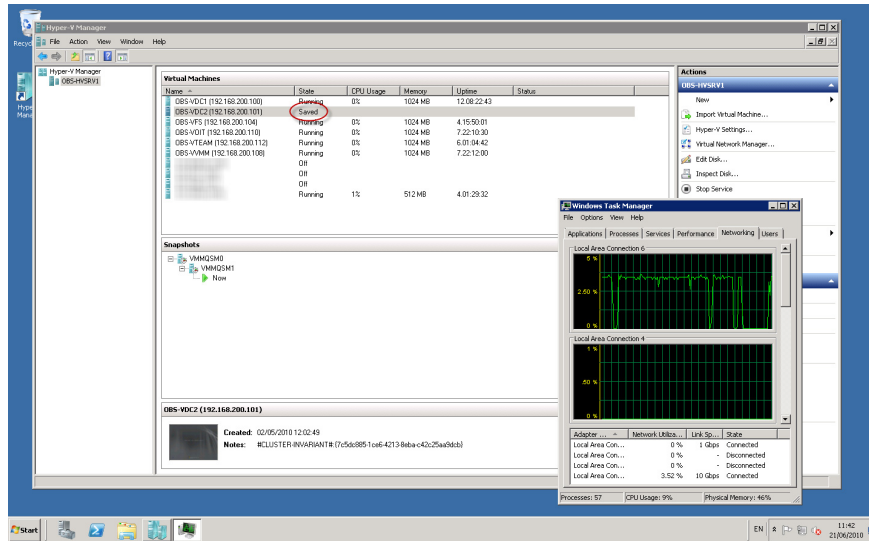 Hyper-V Manager
File Action View Window Help
Hyper-V Manager
OBS-HVSRV1
Virtual Machines
Name State CPU Usage Memory Uptime Status
OBS-VDC1 (192.168.200.100) Running 0% 1024 MB 12.08:22:43
OBS-VDC2 (192.168.200.101) Saved
OBS-VFS (192.168.200.104) Running 0% 1024 MB 4.15:50:01
OBS-VOIT (192.168.200.110) Running 0% 1024 MB 7.22:10:30
OBS-VTEAM (192.168.200.112) Running 0% 1024 MB 6.01:04:42
OBS-VVMM (192.168.200.108) Running 0% 1024 MB 7.22:12:00
Off
Off
Off
Running 1% 512 MB 4.01:29:32
Snapshots
VMMQSM0
VMMQSM1
Now
OBS-VDC2 (192.168.200.101)
Created: 02/05/2010 12:02:49
Notes: #CLUSTER-INVARIANT#:{7c5dc885-1ce6-4213-8eba-c42c25aa9dcb}
Actions
OBS-HVSRV1
New
Import Virtual Machine...
Hyper-V Settings...
Virtual Network Manager...
Edit Disk...
Inspect Disk...
Stop Service
Windows Task Manager
File Options View Help
Applications Processes Services Performance Networking Users
Local Area Connection 6
5 %
2.50 %
0 %
Local Area Connection 4
1 %
.50 %
0 %
Adapter ... Network Utiliza... Link Sp... State
Local Area Con... 0 % 1 Gbps Connected
Local Area Con... 0 % - Disconnected
Local Area Con... 0 % - Disconnected
Local Area Con... 3.52 % 10 Gbps Connected
Processes: 57 CPU Usage: 9% Physical Memory: 46%
Start
EN
11:42
21/06/2010